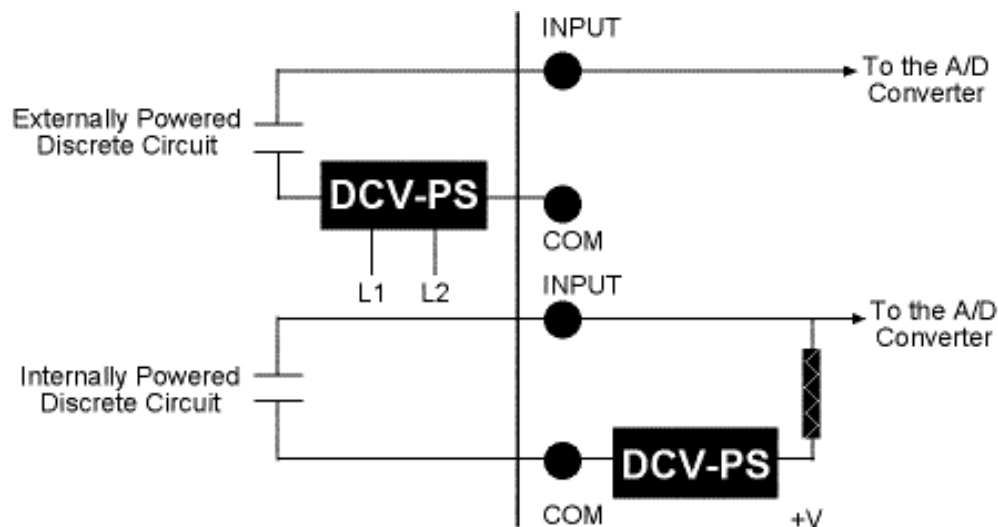 INPUT
To the A/D
Converter
Externally Powered
Discrete Circuit
DCV-PS
COM
L1 L2
INPUT
To the A/D
Converter
Internally Powered
Discrete Circuit
DCV-PS
COM
+V